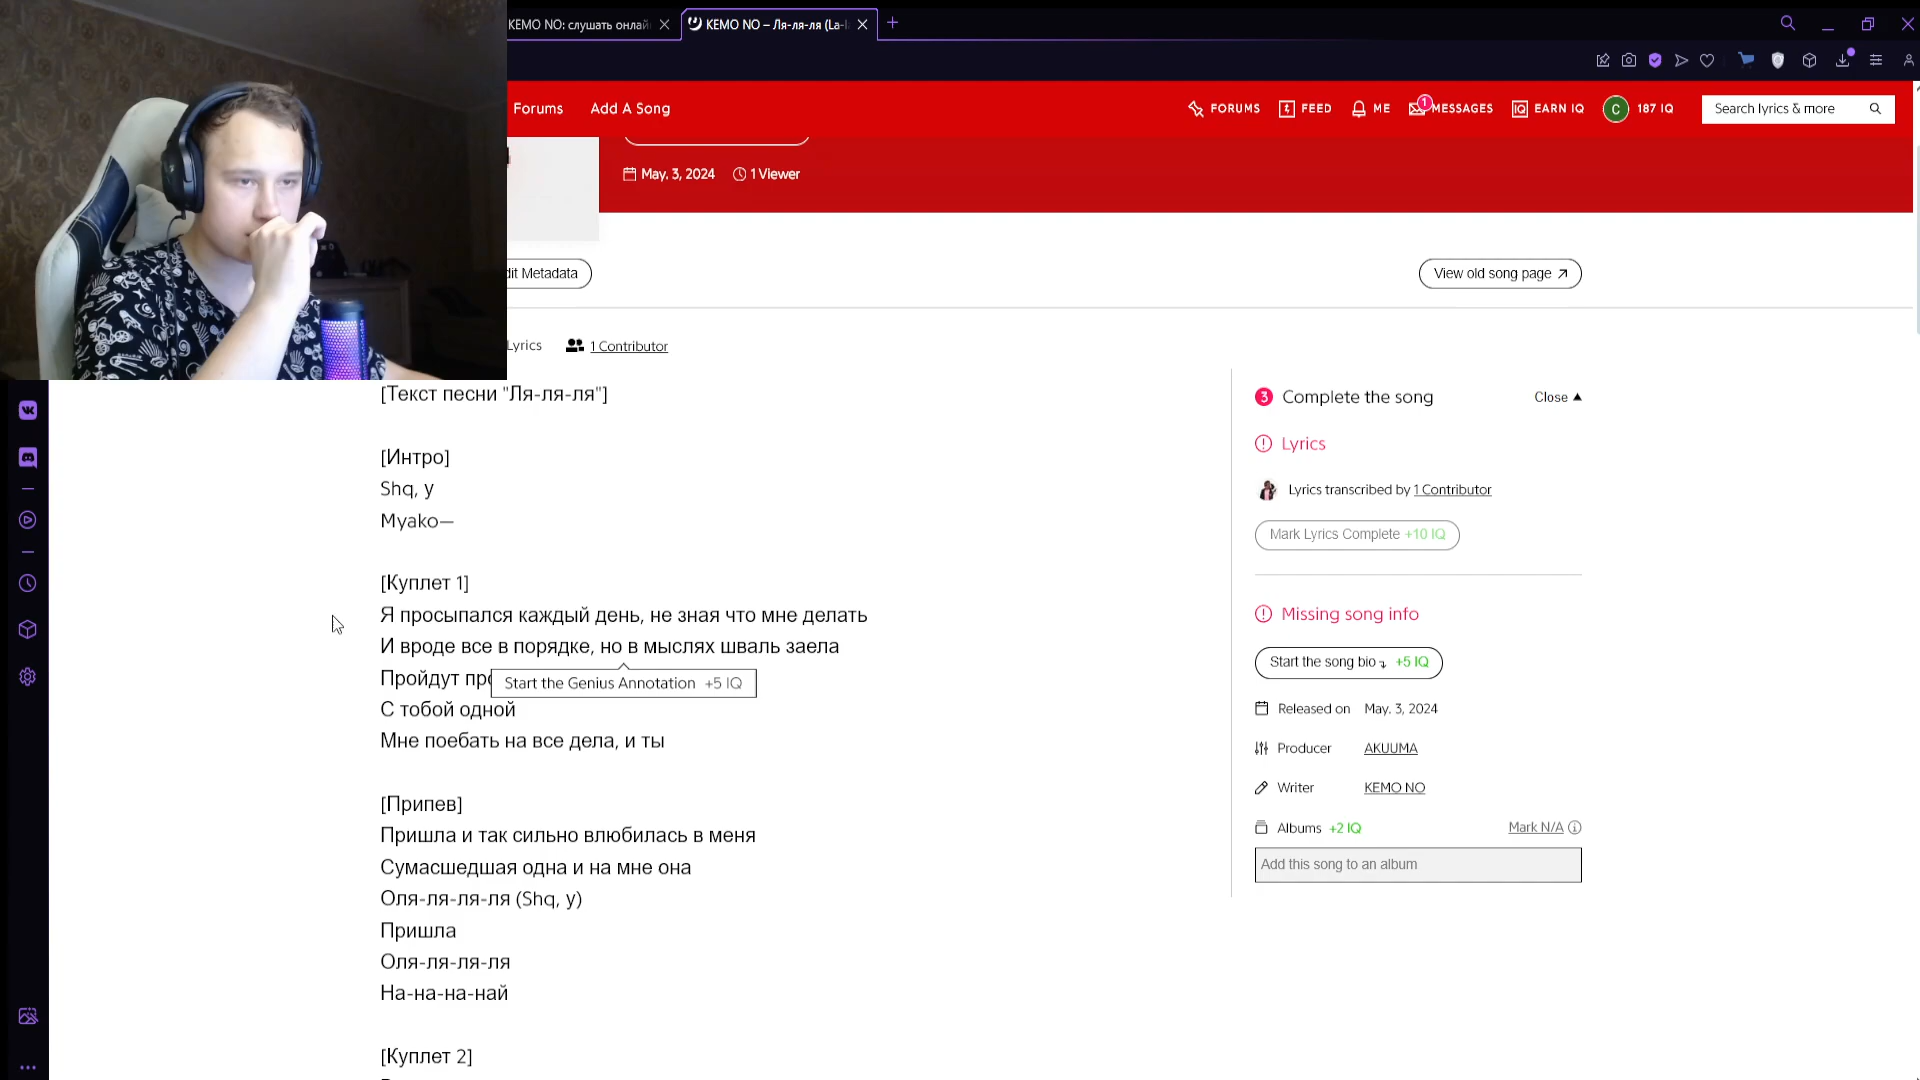 KEMO NO: слушать онлай
KEMO NO – Ля-ля-ля (La-l
Forums
Add A Song
FORUMS
FEED
1
ME
MESSAGES
IQ
EARN IQ
C
187 IQ
Search lyrics & more
May. 3, 2024
1 Viewer
dit Metadata
View old song page
Lyrics
1 Contributor
[Текст песни "Ля-ля-ля"]
[Интро]
Shq, у
Myako—
[Куплет 1]
Я просыпался каждый день, не зная что мне делать
И вроде все в порядке, но в мыслях шваль заела
Пройдут про
Start the Genius Annotation +5 IQ
С тобой одной
Мне поебать на все дела, и ты
[Припев]
Пришла и так сильно влюбилась в меня
Сумасшедшая одна и на мне она
Оля-ля-ля-ля (Shq, у)
Пришла
Оля-ля-ля-ля
На-на-на-най
[Куплет 2]
3 Complete the song
Close
Lyrics
Lyrics transcribed by 1 Contributor
Mark Lyrics Complete +10 IQ
Missing song info
Start the song bio +5 IQ
Released on May. 3, 2024
Producer AKUUMA
Writer KEMO NO
Albums +2 IQ
Mark N/A
Add this song to an album